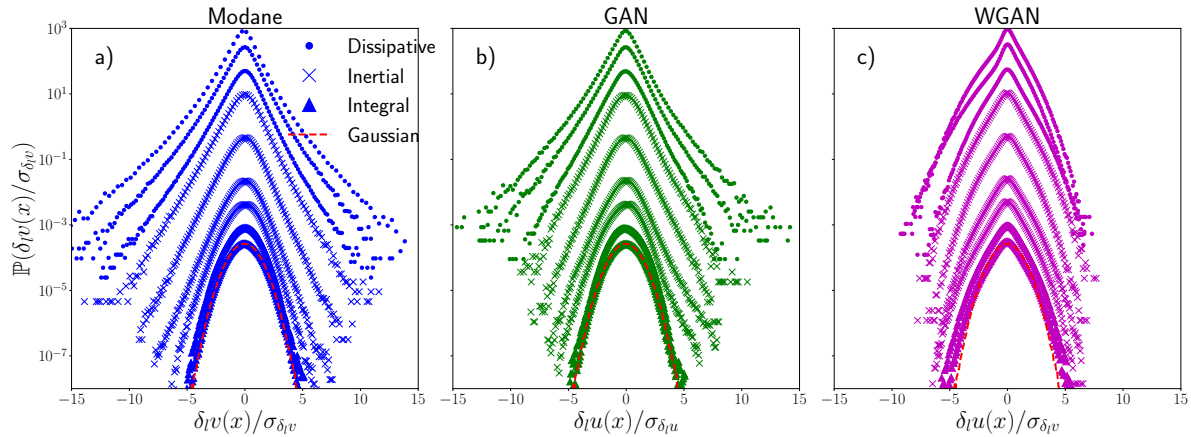 Modane
GAN
WGAN
a)
b)
c)
Dissipative
Inertial
Integral
Gaussian
10^3
10^1
10^-1
10^-3
10^-5
10^-7
ℙ(δ_l v(x)/σ_{δ_l v})
−15 −10 −5 0 5 10 15
−15 −10 −5 0 5 10 15
−15 −10 −5 0 5 10 15
δ_l v(x)/σ_{δ_l v}
δ_l u(x)/σ_{δ_l u}
δ_l u(x)/σ_{δ_l v}